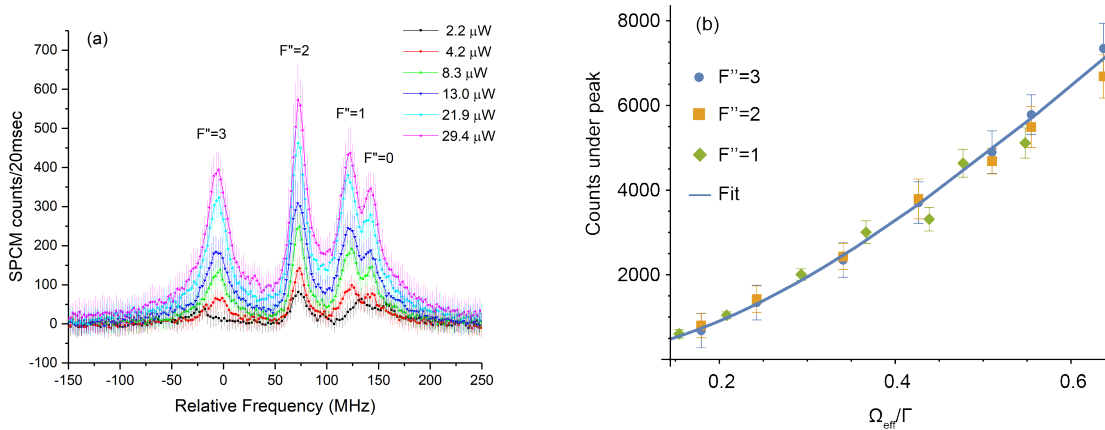 (a)
F"=3
F"=2
F"=1
F"=0
2.2 μW
4.2 μW
8.3 μW
13.0 μW
21.9 μW
29.4 μW
SPCM counts/20msec
700
600
500
400
300
200
100
0
-100
-150
-100
-50
0
50
100
150
200
250
Relative Frequency (MHz)
(b)
F’’=3
F’’=2
F’’=1
Fit
Counts under peak
8000
6000
4000
2000
0.2
0.4
0.6
Ωeff/Γ